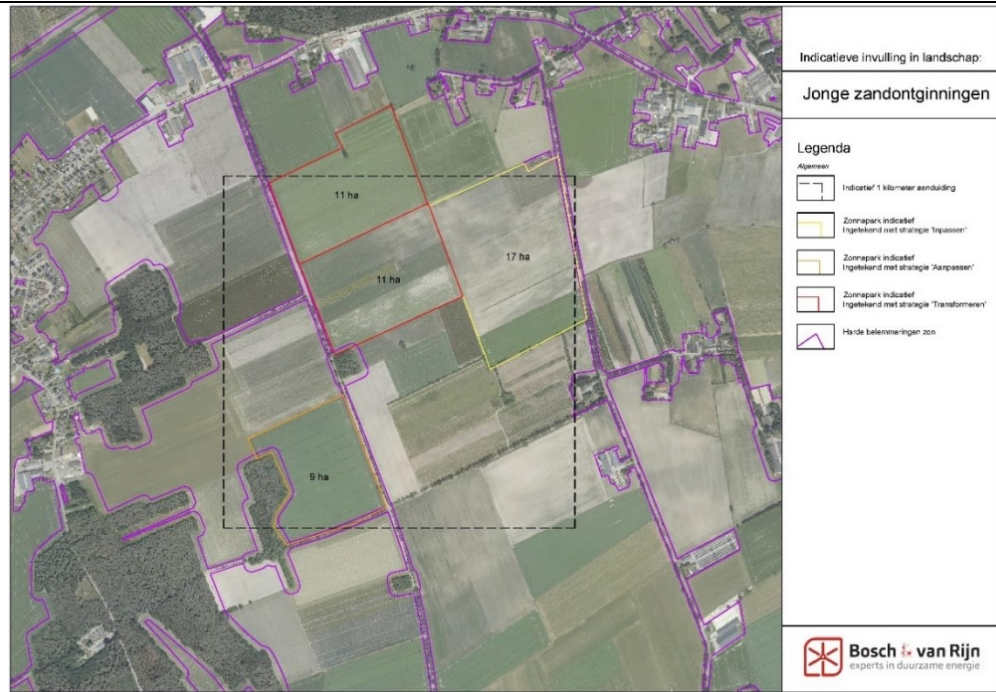 Indicatieve invulling in landschap:
Jonge zandontginningen
Legenda
Algemeen
Indicatief 1 kilometer aanduiding
Zonnepark indicatief
Ingetekend met strategie 'Inpassen'
Zonnepark indicatief
Ingetekend met strategie 'Aanpassen'
Zonnepark indicatief
Ingetekend met strategie 'Transformeren'
Harde belemmeringen zon
11 ha
17 ha
11 ha
9 ha
Bosch & van Rijn
experts in duurzame energie